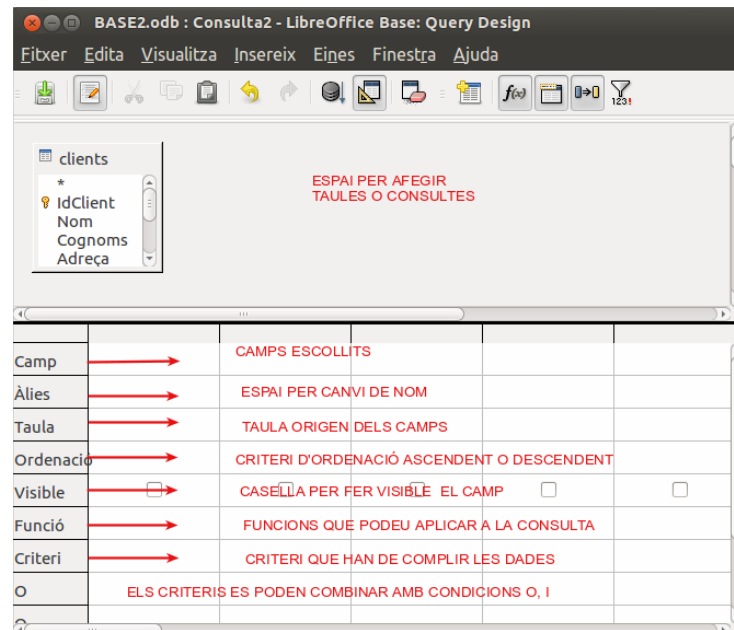 BASE2.odb : Consulta2 - LibreOffice Base: Query Design
Fitxer Edita Visualitza Insereix Eines Finestra Ajuda
f(x) 123!
clients
*
IdClient
Nom
Cognoms
Adreça
ESPAI PER AFEGIR
TAULES O CONSULTES
Camp CAMPS ESCOLLITS
Àlies ESPAI PER CANVI DE NOM
Taula TAULA ORIGEN DELS CAMPS
Ordenació CRITERI D'ORDENACIÓ ASCENDENT O DESCENDENT
Visible CASELLA PER FER VISIBLE EL CAMP
Funció FUNCIONS QUE PODEU APLICAR A LA CONSULTA
Criteri CRITERI QUE HAN DE COMPLIR LES DADES
O ELS CRITERIS ES PODEN COMBINAR AMB CONDICIONS O, I
O